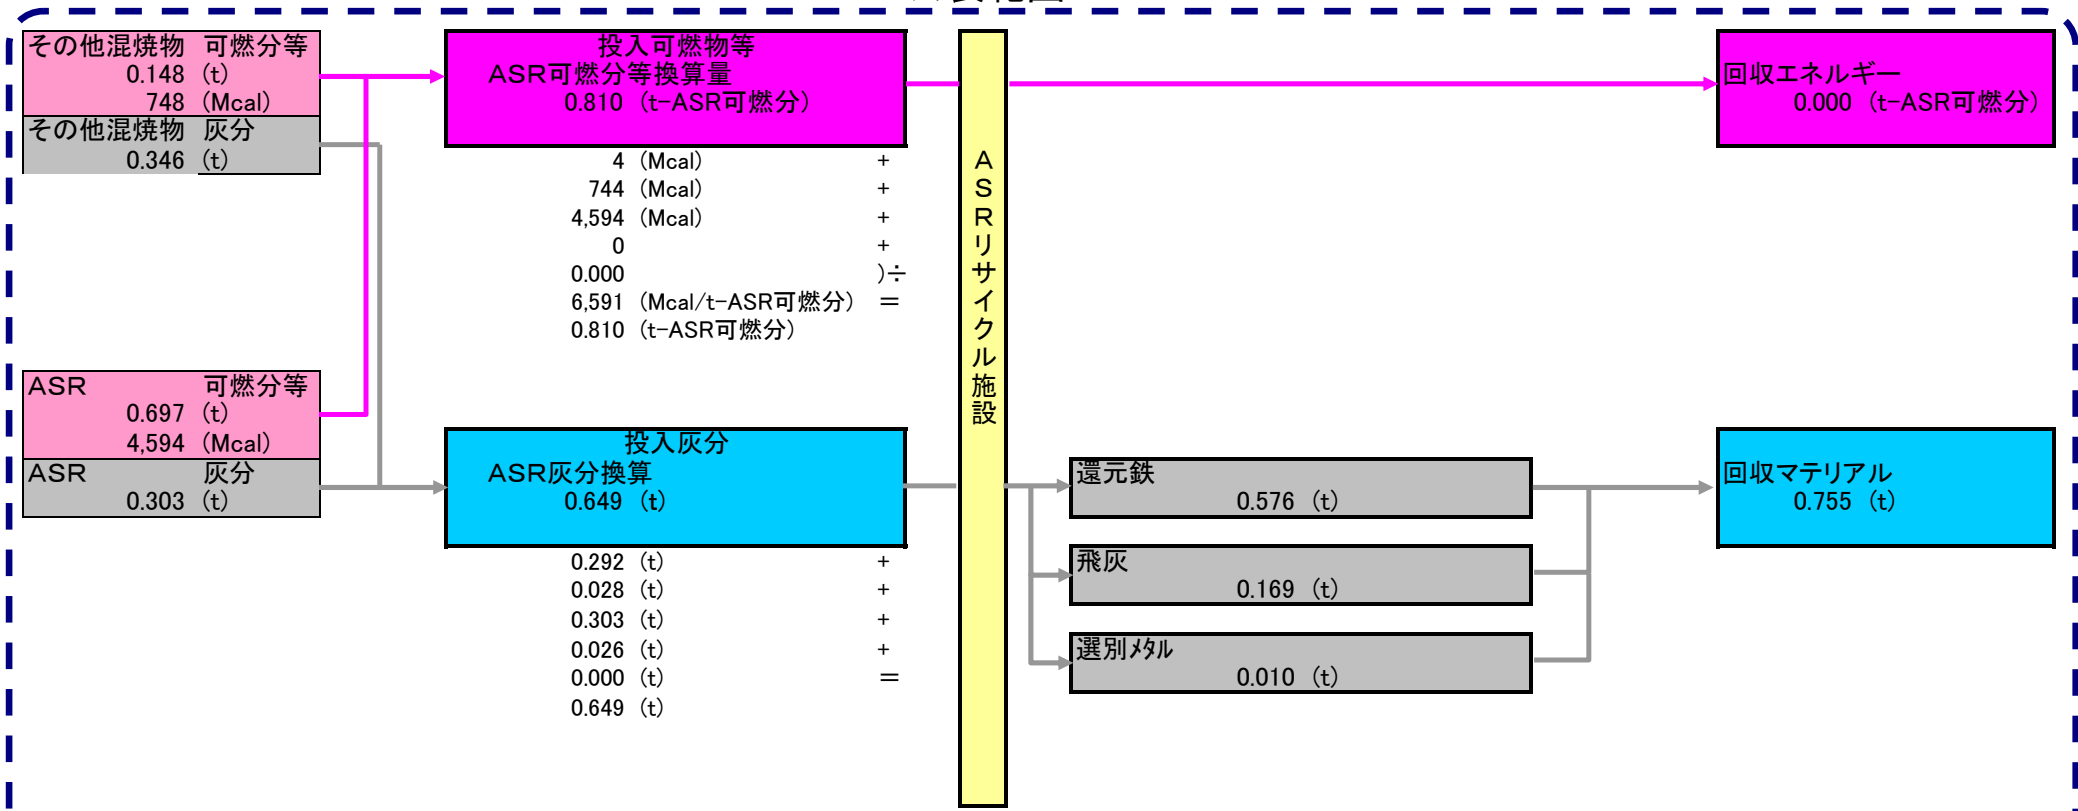 その他混焼物 可燃分等
0.148 (t)
748 (Mcal)
その他混焼物 灰分
0.346 (t)
投入可燃物等
ASR可燃分等換算量
0.810 (t-ASR可燃分)
4 (Mcal) +
744 (Mcal) +
4,594 (Mcal) +
0 +
0.000 )÷
6,591 (Mcal/t-ASR可燃分) =
0.810 (t-ASR可燃分)
ASRリサイクル施設
回収エネルギー
0.000 (t-ASR可燃分)
ASR 可燃分等
0.697 (t)
4,594 (Mcal)
ASR 灰分
0.303 (t)
投入灰分
ASR灰分換算
0.649 (t)
0.292 (t) +
0.028 (t) +
0.303 (t) +
0.026 (t) +
0.000 (t) =
0.649 (t)
還元鉄
0.576 (t)
飛灰
0.169 (t)
選別ﾒﾀﾙ
0.010 (t)
回収マテリアル
0.755 (t)